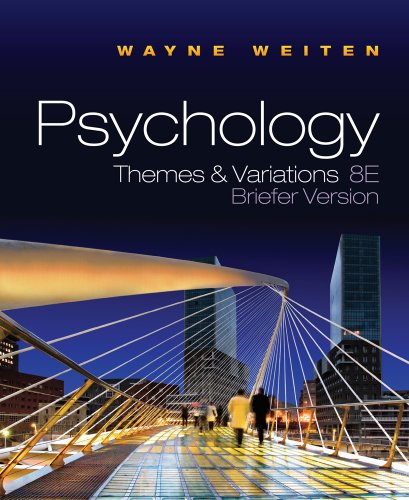 WAYNE WEITEN
Psychology
Themes & Variations 8E
Briefer Version